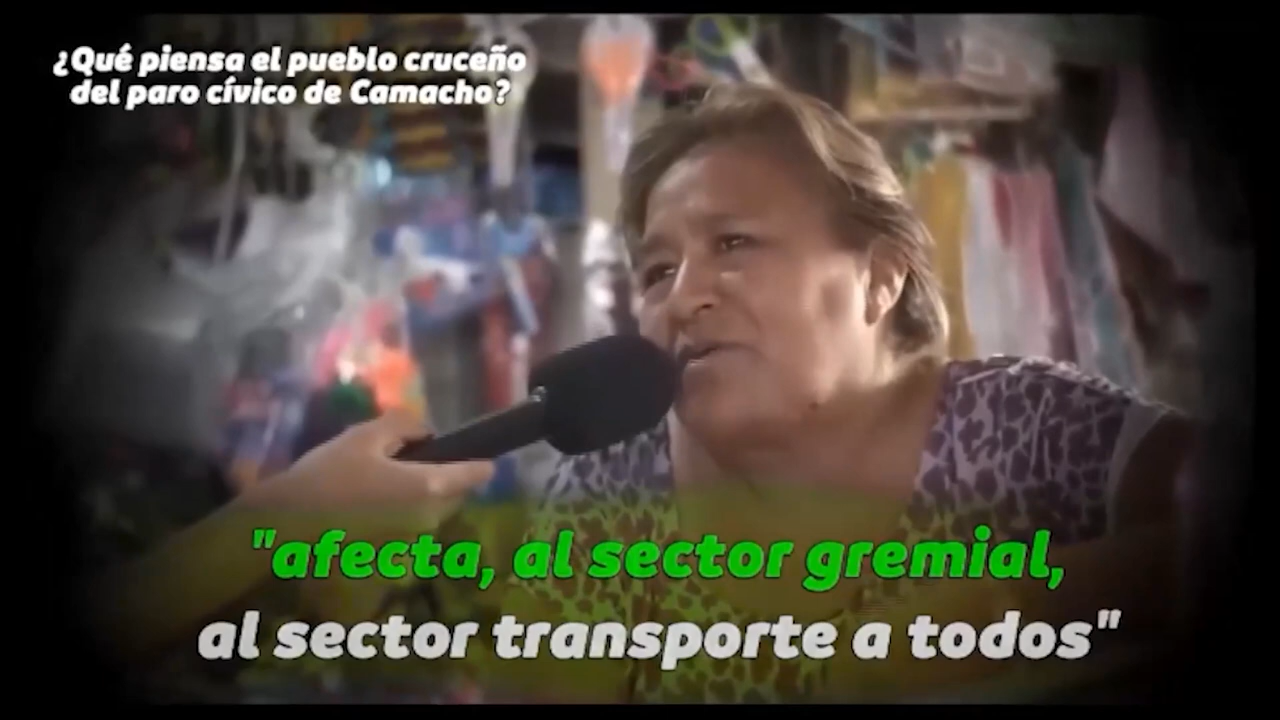 ¿Qué piensa el pueblo cruceño
del paro cívico de Camacho?
"afecta, al sector gremial,
al sector transporte a todos"